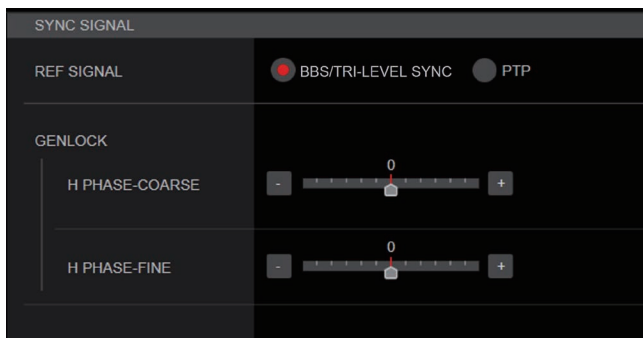 SYNC SIGNAL
REF SIGNAL BBS/TRI-LEVEL SYNC PTP
GENLOCK
0
H PHASE-COARSE - +
0
H PHASE-FINE - +